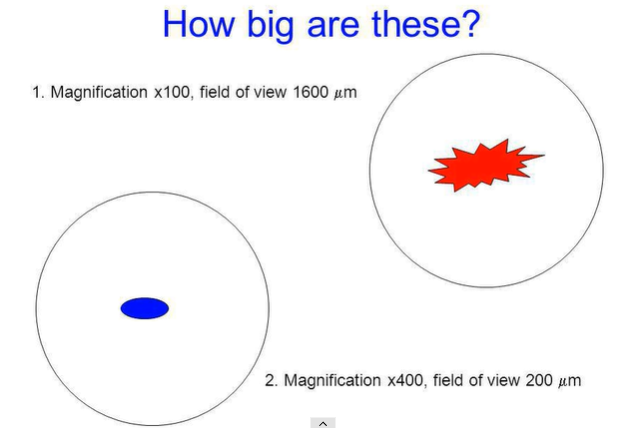 How big are these?
1. Magnification x100, field of view 1600 μm
2. Magnification x400, field of view 200 μm